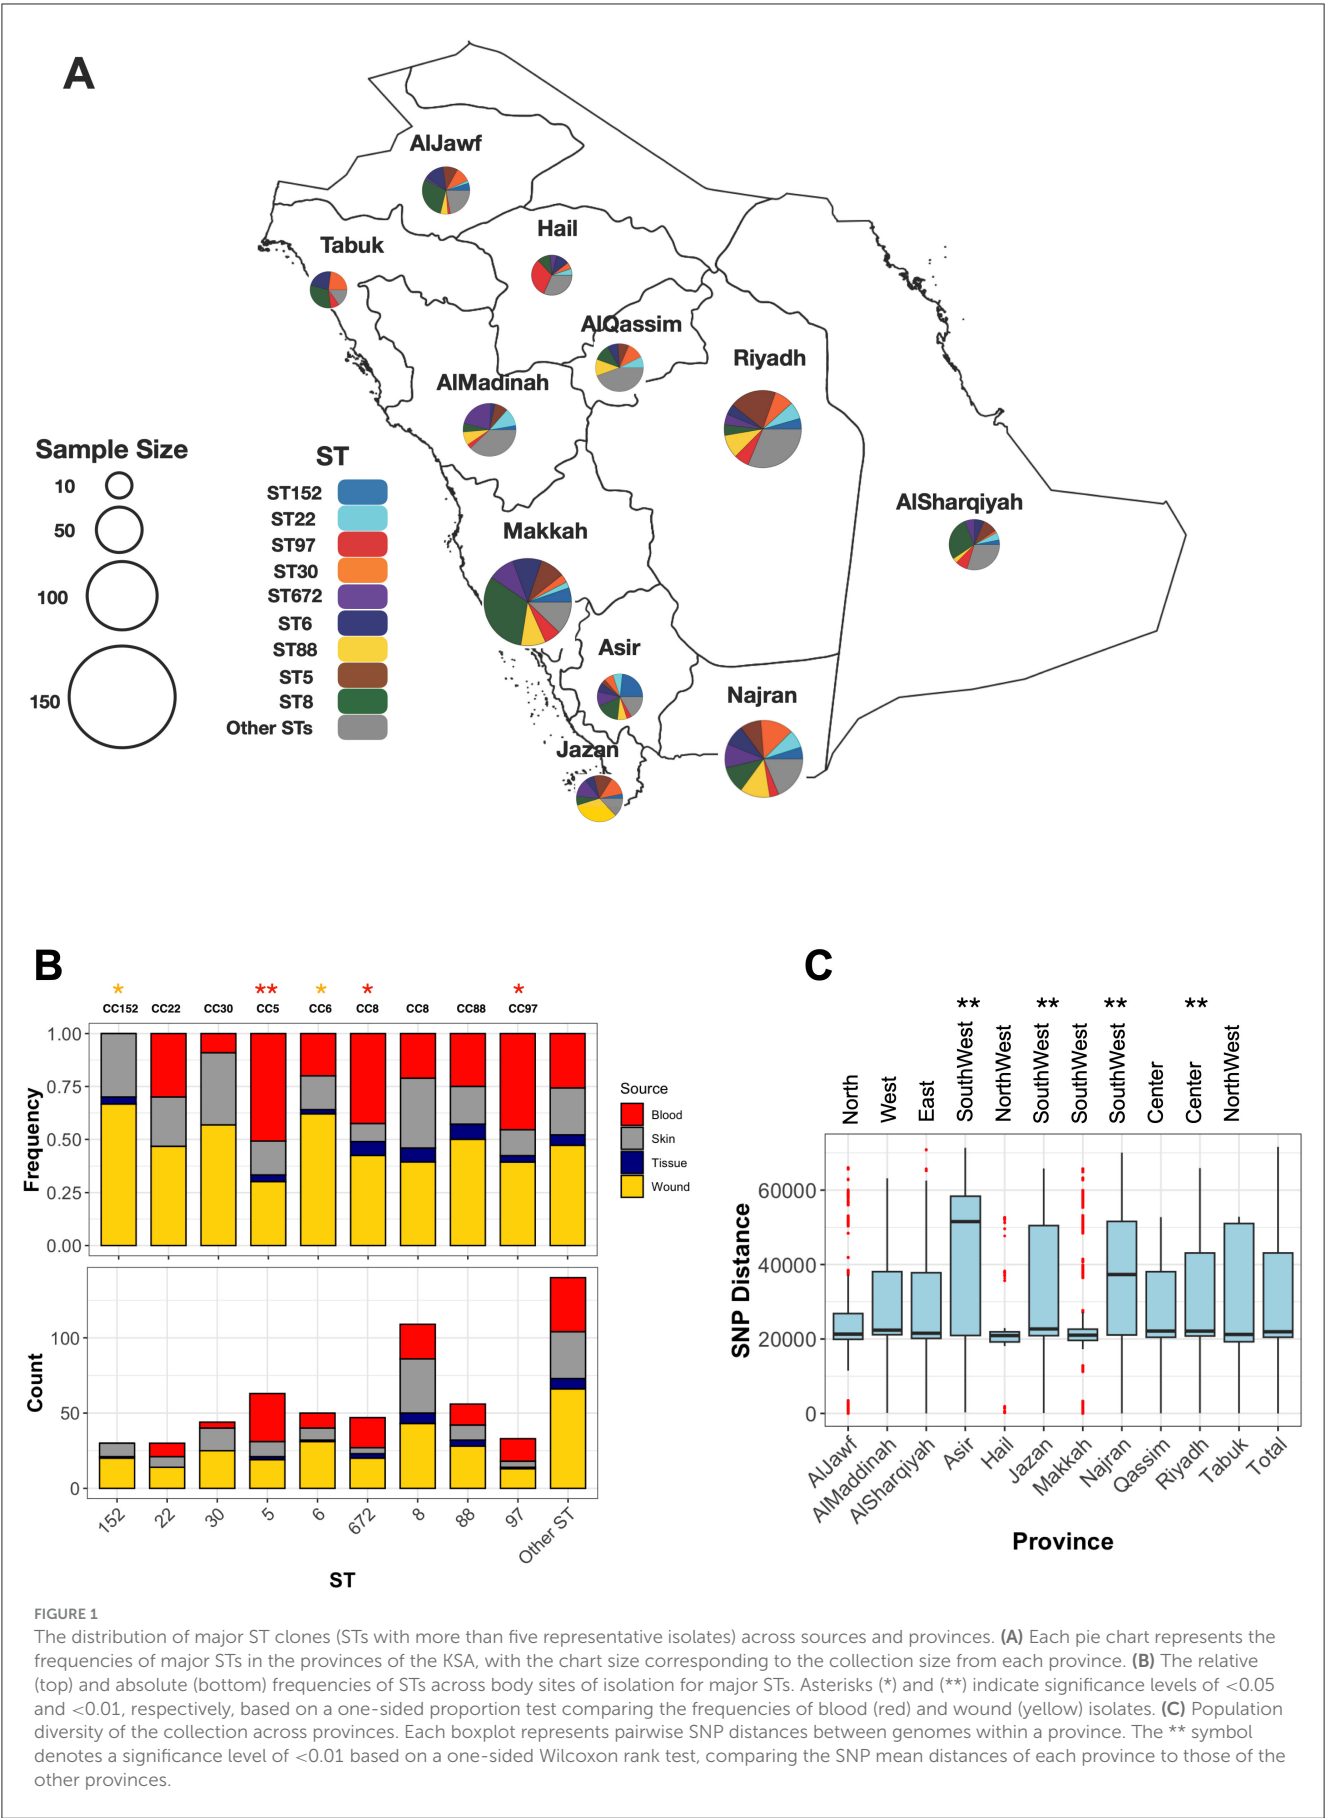 A
AlJawf
Tabuk
Hail
AlQassim
Riyadh
AlMadinah
AlSharqiyah
Makkah
Asir
Najran
Jazan
Sample Size
10
50
100
150
ST
ST152
ST22
ST97
ST30
ST672
ST6
ST88
ST5
ST8
Other STs
B
* ** * * *
CC152 CC22 CC30 CC5 CC6 CC8 CC8 CC88 CC97
Frequency
1.00
0.75
0.50
0.25
0.00
Source
Blood
Skin
Tissue
Wound
Count
100
50
0
152 22 30 5 6 672 8 88 97 Other ST
ST
C
** ** ** **
North West East SouthWest NorthWest SouthWest SouthWest SouthWest Center Center NorthWest
SNP Distance
60000
40000
20000
0
AlJawf AlMaddinah AlSharqiyah Asir Hail Jazan Makkah Najran Qassim Riyadh Tabuk Total
Province
FIGURE 1
The distribution of major ST clones (STs with more than five representative isolates) across sources and provinces. (A) Each pie chart represents the
frequencies of major STs in the provinces of the KSA, with the chart size corresponding to the collection size from each province. (B) The relative
(top) and absolute (bottom) frequencies of STs across body sites of isolation for major STs. Asterisks (*) and (**) indicate significance levels of <0.05
and <0.01, respectively, based on a one-sided proportion test comparing the frequencies of blood (red) and wound (yellow) isolates. (C) Population
diversity of the collection across provinces. Each boxplot represents pairwise SNP distances between genomes within a province. The ** symbol
denotes a significance level of <0.01 based on a one-sided Wilcoxon rank test, comparing the SNP mean distances of each province to those of the
other provinces.